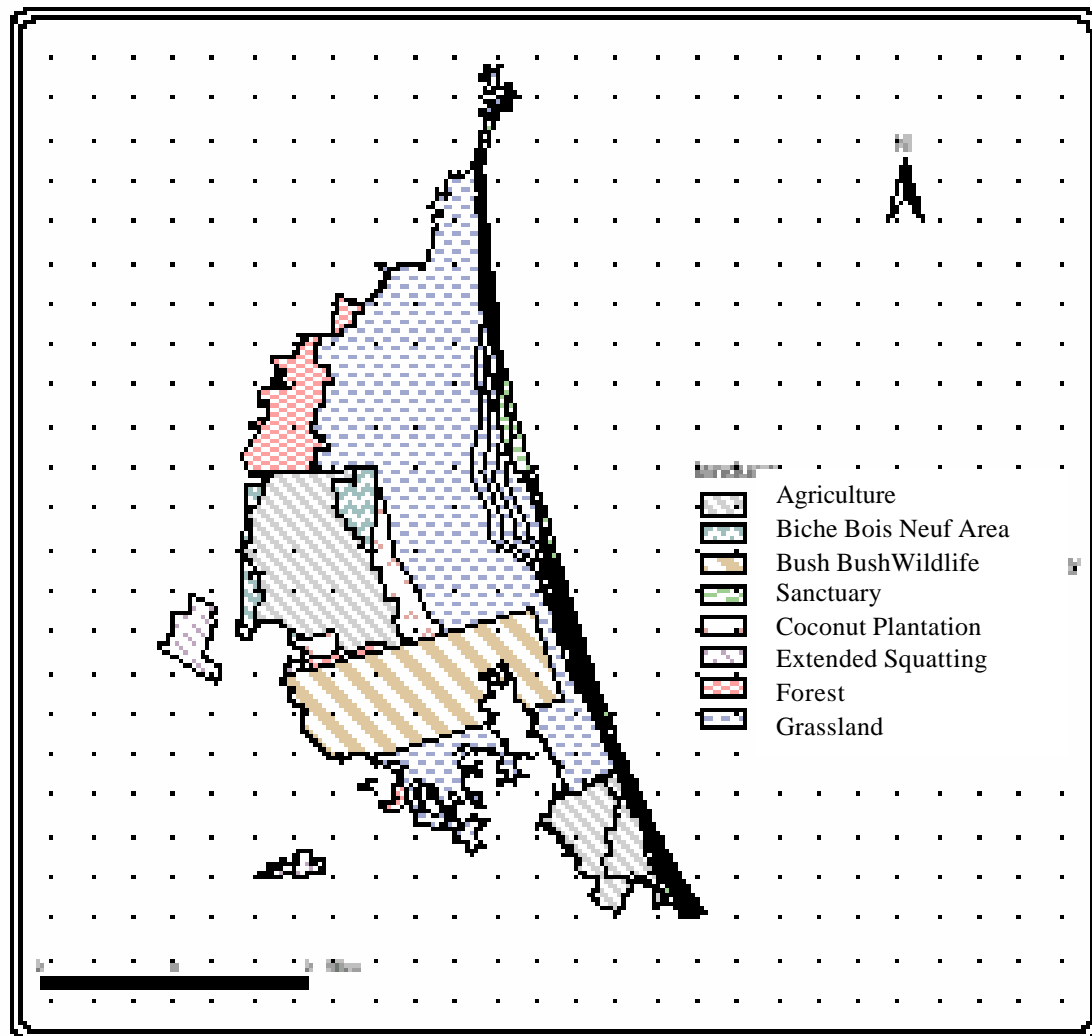 N
Agriculture
Biche Bois Neuf Area
Bush BushWildlife
Sanctuary
Coconut Plantation
Extended Squatting
Forest
Grassland